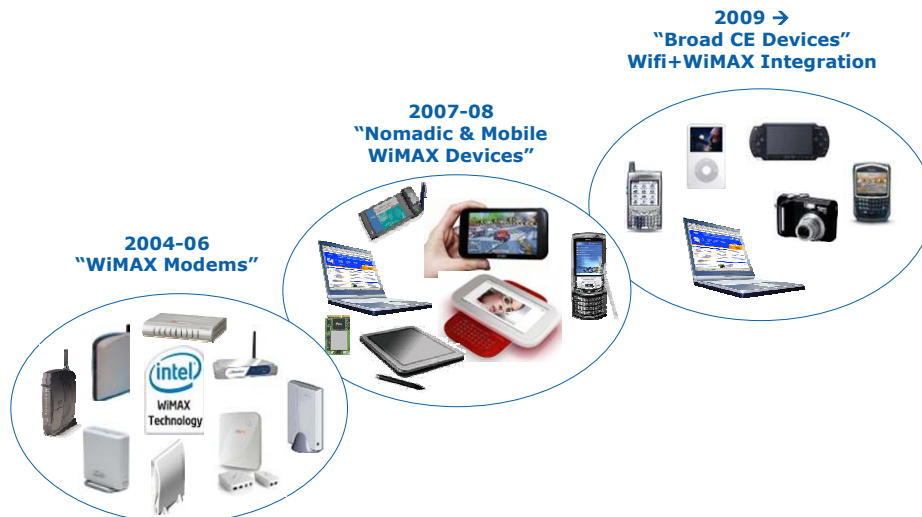 2009 →
“Broad CE Devices”
Wifi+WiMAX Integration
2007-08
“Nomadic & Mobile
WiMAX Devices”
2004-06
“WiMAX Modems”
intel
WiMAX
Technology